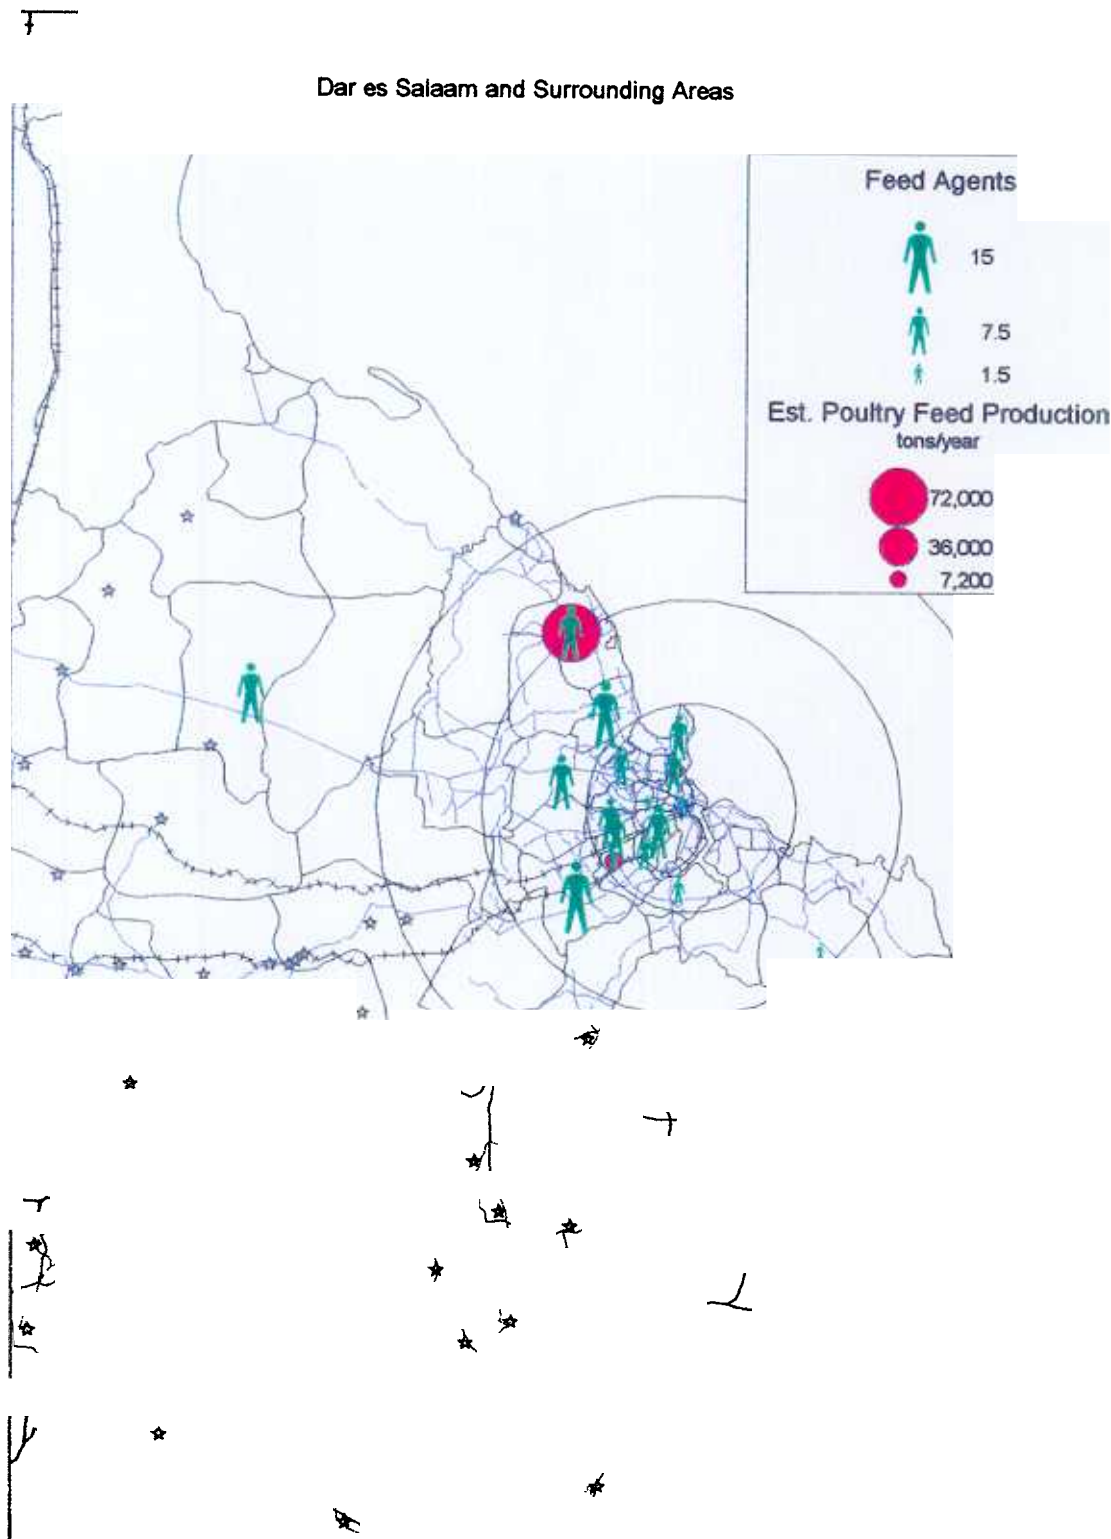 Dar es Salaam and Surrounding Areas
Feed Agents
15
7.5
1.5
Est. Poultry Feed Production
tons/year
72,000
36,000
7,200